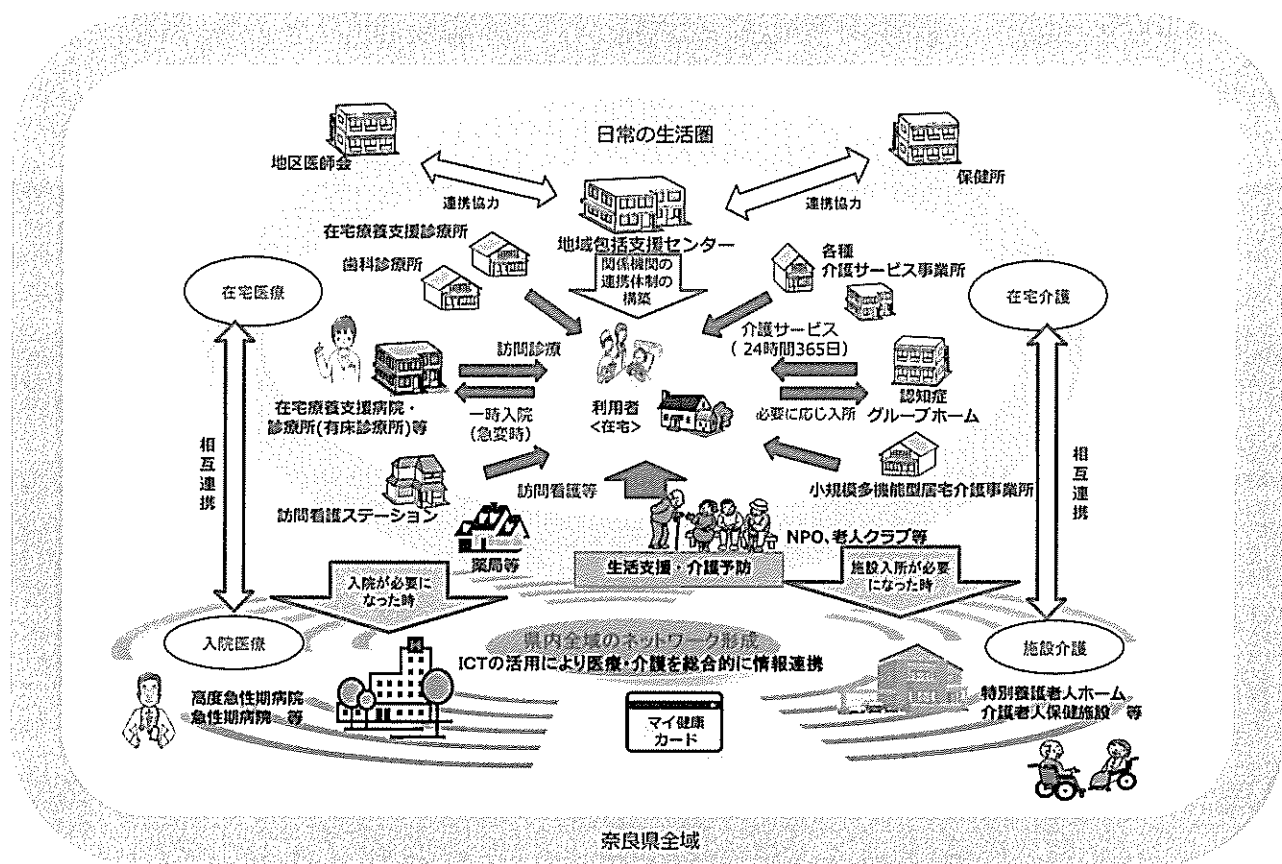 日常の生活圏
地区医師会
保健所
連携協力
連携協力
地域包括支援センター
在宅療養支援診療所
歯科診療所
関係機関の
連携体制の
構築
各種
介護サービス事業所
在宅医療
在宅介護
訪問診療
介護サービス
(24時間365日)
在宅療養支援病院・
診療所(有床診療所)等
一時入院
(急変時)
利用者
<在宅>
必要に応じ入所
認知症
グループホーム
相互連携
相互連携
訪問看護等
訪問看護ステーション
小規模多機能型居宅介護事業所
薬局等
NPO、老人クラブ等
生活支援・介護予防
入院が必要に
なった時
施設入所が必要
になった時
入院医療
施設介護
県内全域のネットワーク形成
ICTの活用により医療・介護を総合的に情報連携
高度急性期病院
急性期病院 等
マイ健康
カード
特別養護老人ホーム
介護老人保健施設 等
奈良県全域